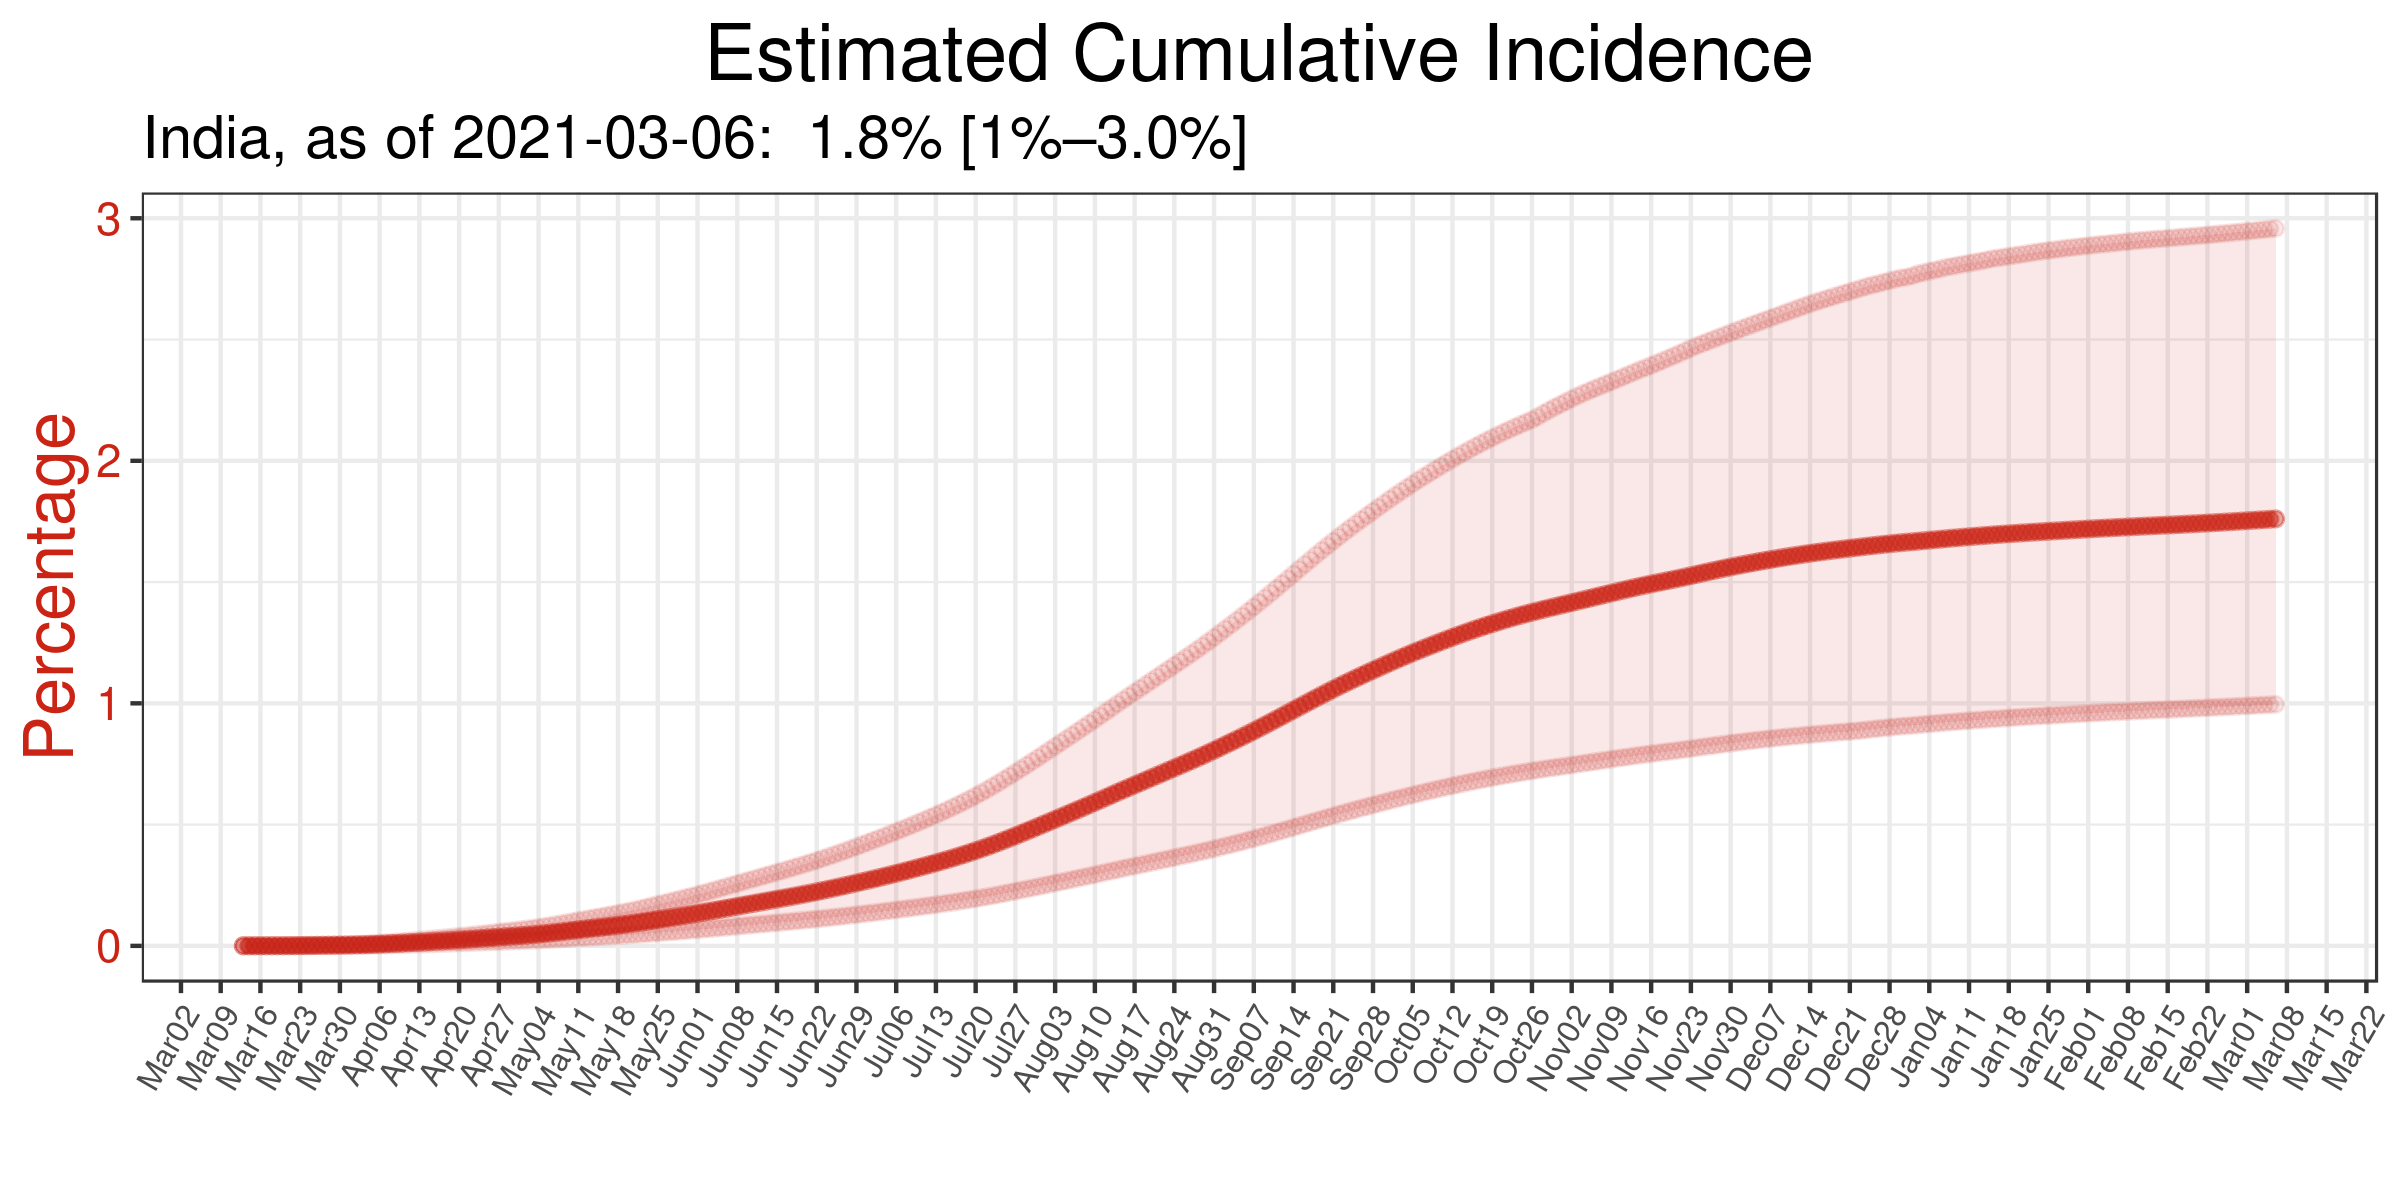 Estimated Cumulative Incidence
India, as of 2021-03-06:  1.8% [1%–3.0%]
Percentage
3
2
1
0
Mar02
Mar09
Mar16
Mar23
Mar30
Apr06
Apr13
Apr20
Apr27
May04
May11
May18
May25
Jun01
Jun08
Jun15
Jun22
Jun29
Jul06
Jul13
Jul20
Jul27
Aug03
Aug10
Aug17
Aug24
Aug31
Sep07
Sep14
Sep21
Sep28
Oct05
Oct12
Oct19
Oct26
Nov02
Nov09
Nov16
Nov23
Nov30
Dec07
Dec14
Dec21
Dec28
Jan04
Jan11
Jan18
Jan25
Feb01
Feb08
Feb15
Feb22
Mar01
Mar08
Mar15
Mar22